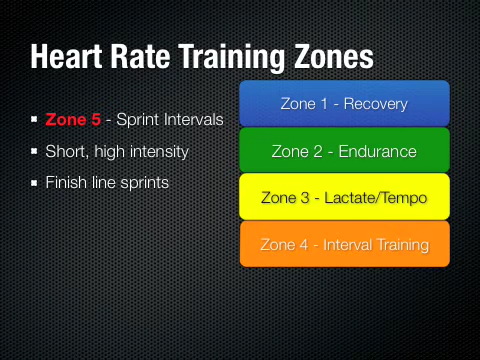 Heart Rate Training Zones
Zone 5 - Sprint Intervals
Short, high intensity
Finish line sprints
Zone 1 - Recovery
Zone 2 - Endurance
Zone 3 - Lactate/Tempo
Zone 4 - Interval Training